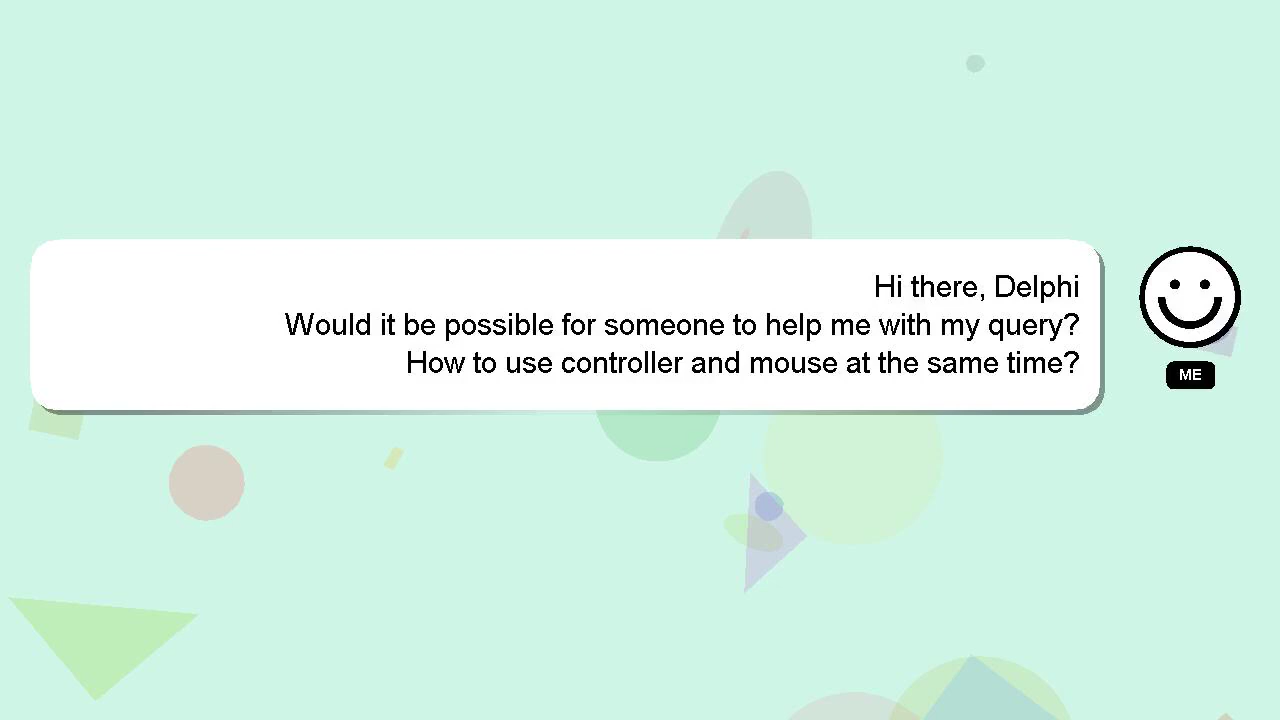 Hi there, Delphi
Would it be possible for someone to help me with my query?
How to use controller and mouse at the same time?
ME